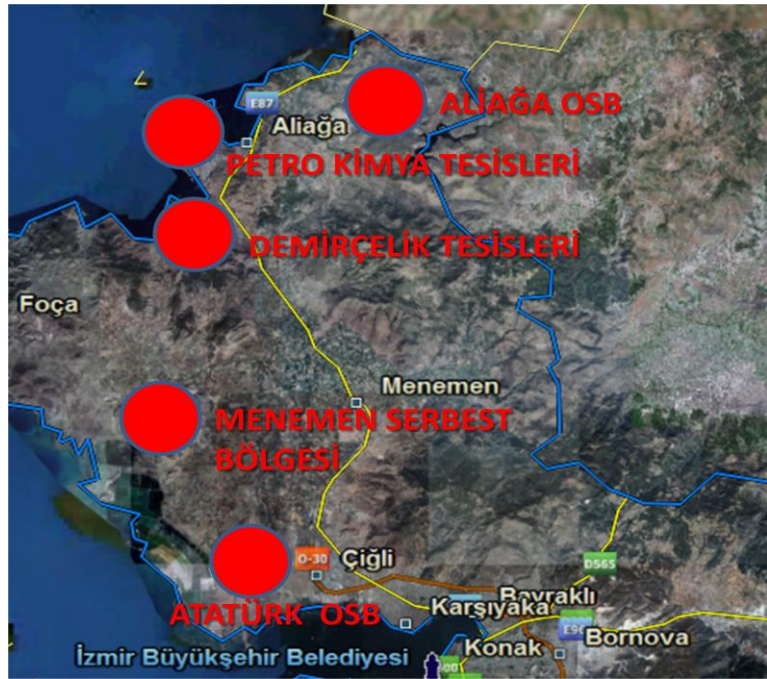 E87
ALİAĞA OSB
Aliağa
PETRO KİMYA TESİSLERİ
DEMİRÇELİK TESİSLERİ
Foça
Menemen
MENEMEN SERBEST
BÖLGESİ
O-30
Çiğli
D565
Bayraklı
Karşıyaka
ATATÜRK OSB
Bornova
Konak
İzmir Büyükşehir Belediyesi